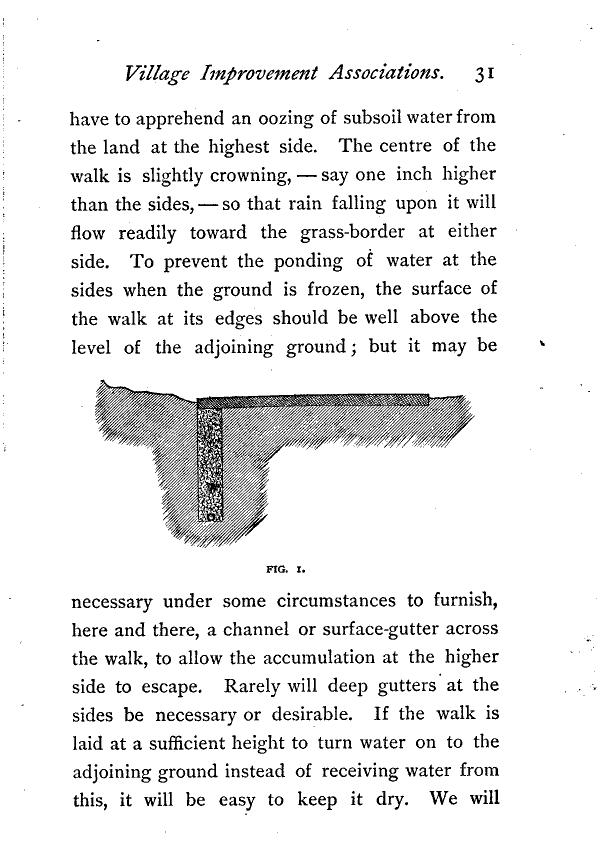 Village Improvement Associations. 31
have to apprehend an oozing of subsoil water from
the land at the highest side. The centre of the
walk is slightly crowning, — say one inch higher
than the sides, — so that rain falling upon it will
flow readily toward the grass-border at either
side. To prevent the ponding of water at the
sides when the ground is frozen, the surface of
the walk at its edges should be well above the
level of the adjoining ground; but it may be
FIG. 1.
necessary under some circumstances to furnish,
here and there, a channel or surface-gutter across
the walk, to allow the accumulation at the higher
side to escape. Rarely will deep gutters at the
sides be necessary or desirable. If the walk is
laid at a sufficient height to turn water on to the
adjoining ground instead of receiving water from
this, it will be easy to keep it dry. We will